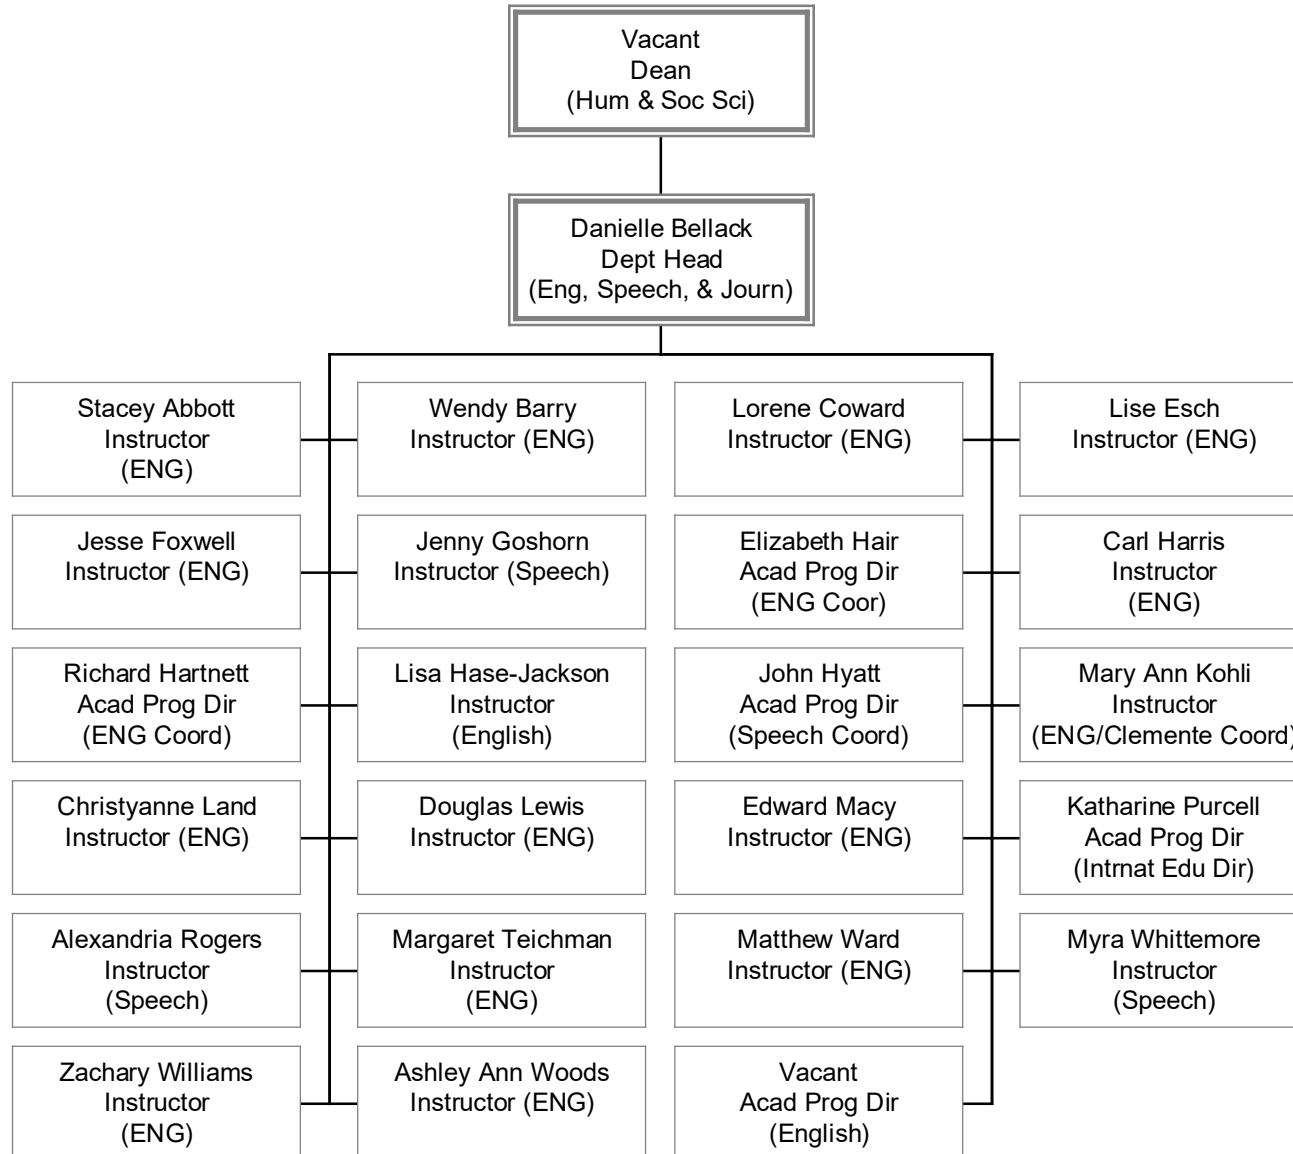 Vacant
Dean
(Hum & Soc Sci)
Danielle Bellack
Dept Head
(Eng, Speech, & Journ)
Stacey Abbott
Instructor
(ENG)
Wendy Barry
Instructor (ENG)
Lorene Coward
Instructor (ENG)
Lise Esch
Instructor (ENG)
Jesse Foxwell
Instructor (ENG)
Jenny Goshorn
Instructor (Speech)
Elizabeth Hair
Acad Prog Dir
(ENG Coor)
Carl Harris
Instructor
(ENG)
Richard Hartnett
Acad Prog Dir
(ENG Coord)
Lisa Hase-Jackson
Instructor
(English)
John Hyatt
Acad Prog Dir
(Speech Coord)
Mary Ann Kohli
Instructor
(ENG/Clemente Coord)
Christyanne Land
Instructor (ENG)
Douglas Lewis
Instructor (ENG)
Edward Macy
Instructor (ENG)
Katharine Purcell
Acad Prog Dir
(Intrnat Edu Dir)
Alexandria Rogers
Instructor
(Speech)
Margaret Teichman
Instructor
(ENG)
Matthew Ward
Instructor (ENG)
Myra Whittemore
Instructor
(Speech)
Zachary Williams
Instructor
(ENG)
Ashley Ann Woods
Instructor (ENG)
Vacant
Acad Prog Dir
(English)